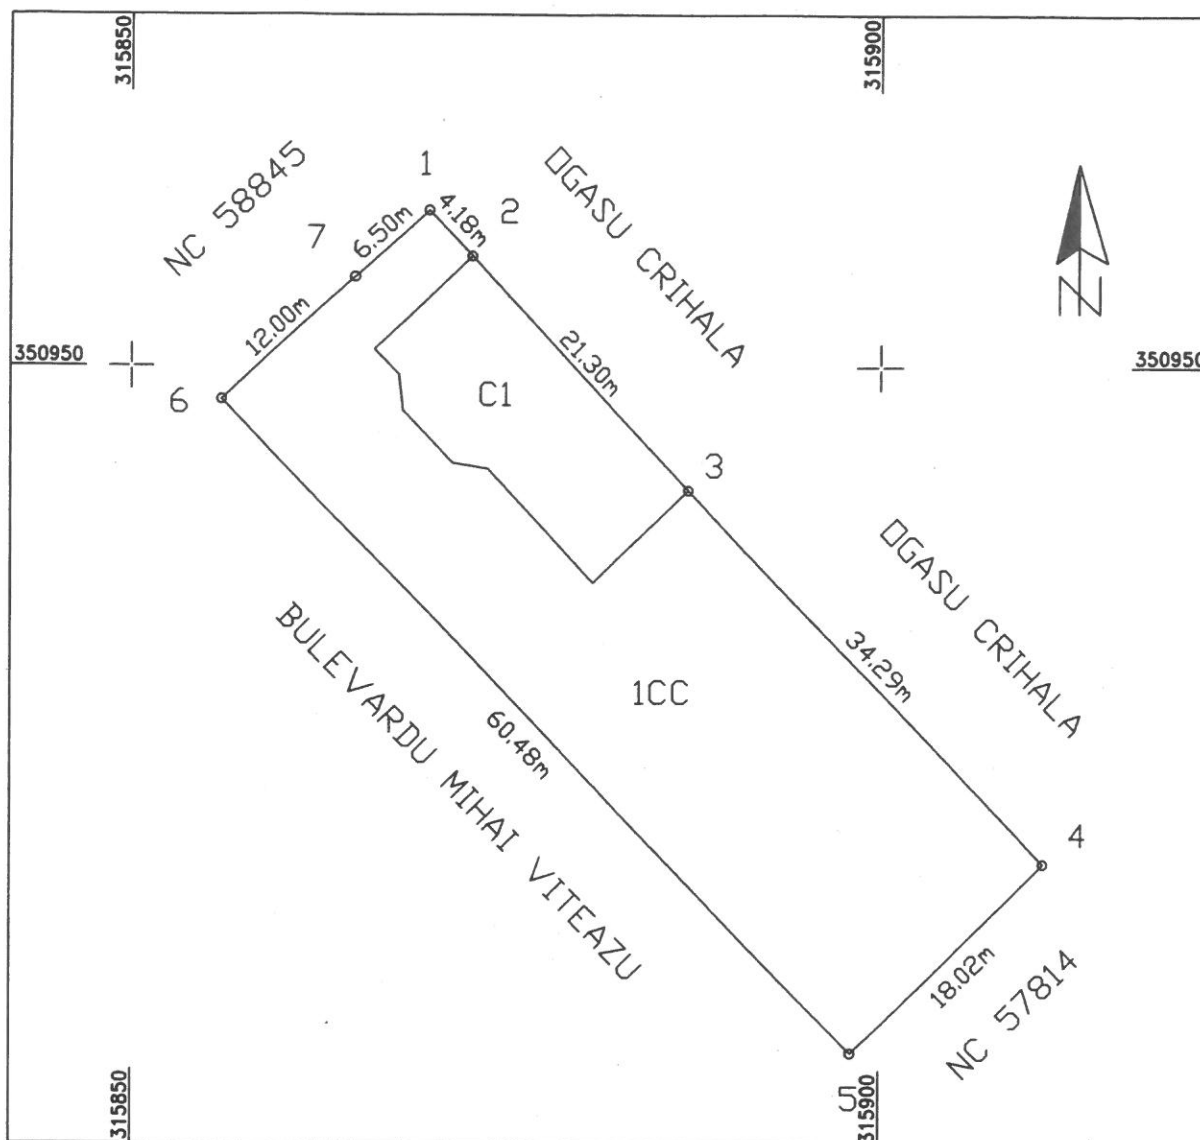 315850
315900
NC 58845
1
4.18m
2
OGASU CRIHALA
7
6.50m
12.00m
N
350950
350950
6
C1
21.30m
3
OGASU CRIHALA
34.29m
1CC
BULEVARDU MIHAI VITEAZU
60.48m
4
18.02m
NC 57814
5
315850
315900